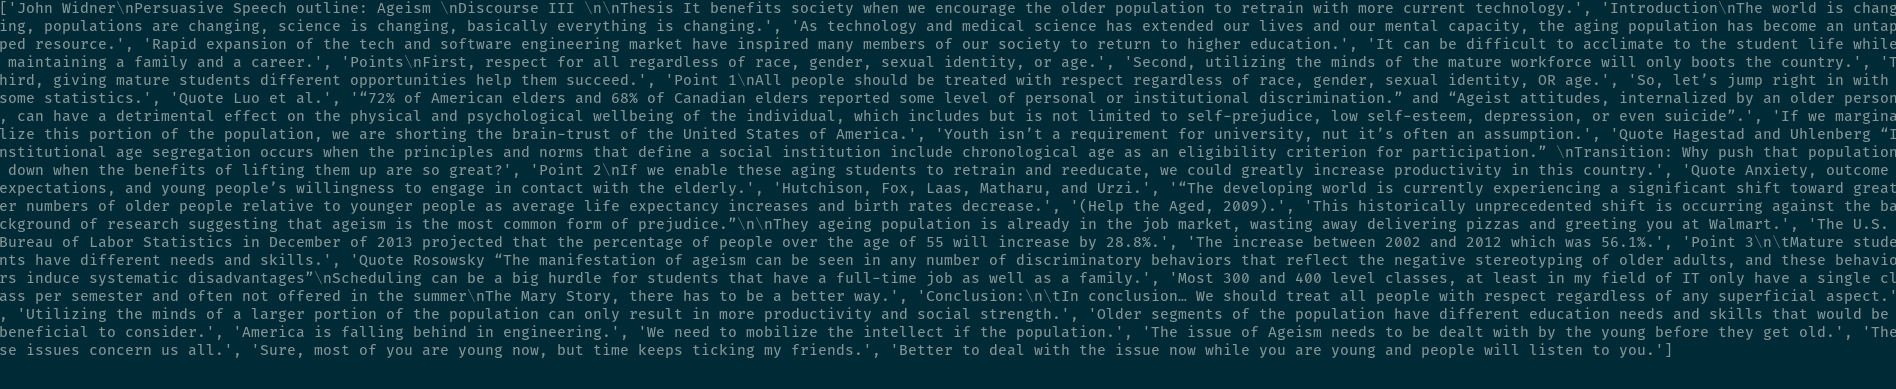 ['John Widner\nPersuasive Speech outline: Ageism \nDiscourse III \n\nThesis It benefits society when we encourage the older population to retrain with more current technology.', 'Introduction\nThe world is chang
ing, populations are changing, science is changing, basically everything is changing.', 'As technology and medical science has extended our lives and our mental capacity, the aging population has become an untap
ped resource.', 'Rapid expansion of the tech and software engineering market have inspired many members of our society to return to higher education.', 'It can be difficult to acclimate to the student life while
 maintaining a family and a career.', 'Points\nFirst, respect for all regardless of race, gender, sexual identity, or age.', 'Second, utilizing the minds of the mature workforce will only boots the country.', 'T
hird, giving mature students different opportunities help them succeed.', 'Point 1\nAll people should be treated with respect regardless of race, gender, sexual identity, OR age.', 'So, let’s jump right in with 
some statistics.', 'Quote Luo et al.', '“72% of American elders and 68% of Canadian elders reported some level of personal or institutional discrimination.” and “Ageist attitudes, internalized by an older person
, can have a detrimental effect on the physical and psychological wellbeing of the individual, which includes but is not limited to self-prejudice, low self-esteem, depression, or even suicide”.', 'If we margina
lize this portion of the population, we are shorting the brain-trust of the United States of America.', 'Youth isn’t a requirement for university, nut it’s often an assumption.', 'Quote Hagestad and Uhlenberg “I
nstitutional age segregation occurs when the principles and norms that define a social institution include chronological age as an eligibility criterion for participation.” \nTransition: Why push that population
 down when the benefits of lifting them up are so great?', 'Point 2\nIf we enable these aging students to retrain and reeducate, we could greatly increase productivity in this country.', 'Quote Anxiety, outcome 
expectations, and young people’s willingness to engage in contact with the elderly.', 'Hutchison, Fox, Laas, Matharu, and Urzi.', '“The developing world is currently experiencing a significant shift toward great
er numbers of older people relative to younger people as average life expectancy increases and birth rates decrease.', '(Help the Aged, 2009).', 'This historically unprecedented shift is occurring against the ba
ckground of research suggesting that ageism is the most common form of prejudice.”\n\nThey ageing population is already in the job market, wasting away delivering pizzas and greeting you at Walmart.', 'The U.S. 
Bureau of Labor Statistics in December of 2013 projected that the percentage of people over the age of 55 will increase by 28.8%.', 'The increase between 2002 and 2012 which was 56.1%.', 'Point 3\n\tMature stude
nts have different needs and skills.', 'Quote Rosowsky “The manifestation of ageism can be seen in any number of discriminatory behaviors that reflect the negative stereotyping of older adults, and these behavio
rs induce systematic disadvantages”\nScheduling can be a big hurdle for students that have a full-time job as well as a family.', 'Most 300 and 400 level classes, at least in my field of IT only have a single cl
ass per semester and often not offered in the summer\nThe Mary Story, there has to be a better way.', 'Conclusion:\n\tIn conclusion… We should treat all people with respect regardless of any superficial aspect.'
, 'Utilizing the minds of a larger portion of the population can only result in more productivity and social strength.', 'Older segments of the population have different education needs and skills that would be 
beneficial to consider.', 'America is falling behind in engineering.', 'We need to mobilize the intellect if the population.', 'The issue of Ageism needs to be dealt with by the young before they get old.', 'The
se issues concern us all.', 'Sure, most of you are young now, but time keeps ticking my friends.', 'Better to deal with the issue now while you are young and people will listen to you.']